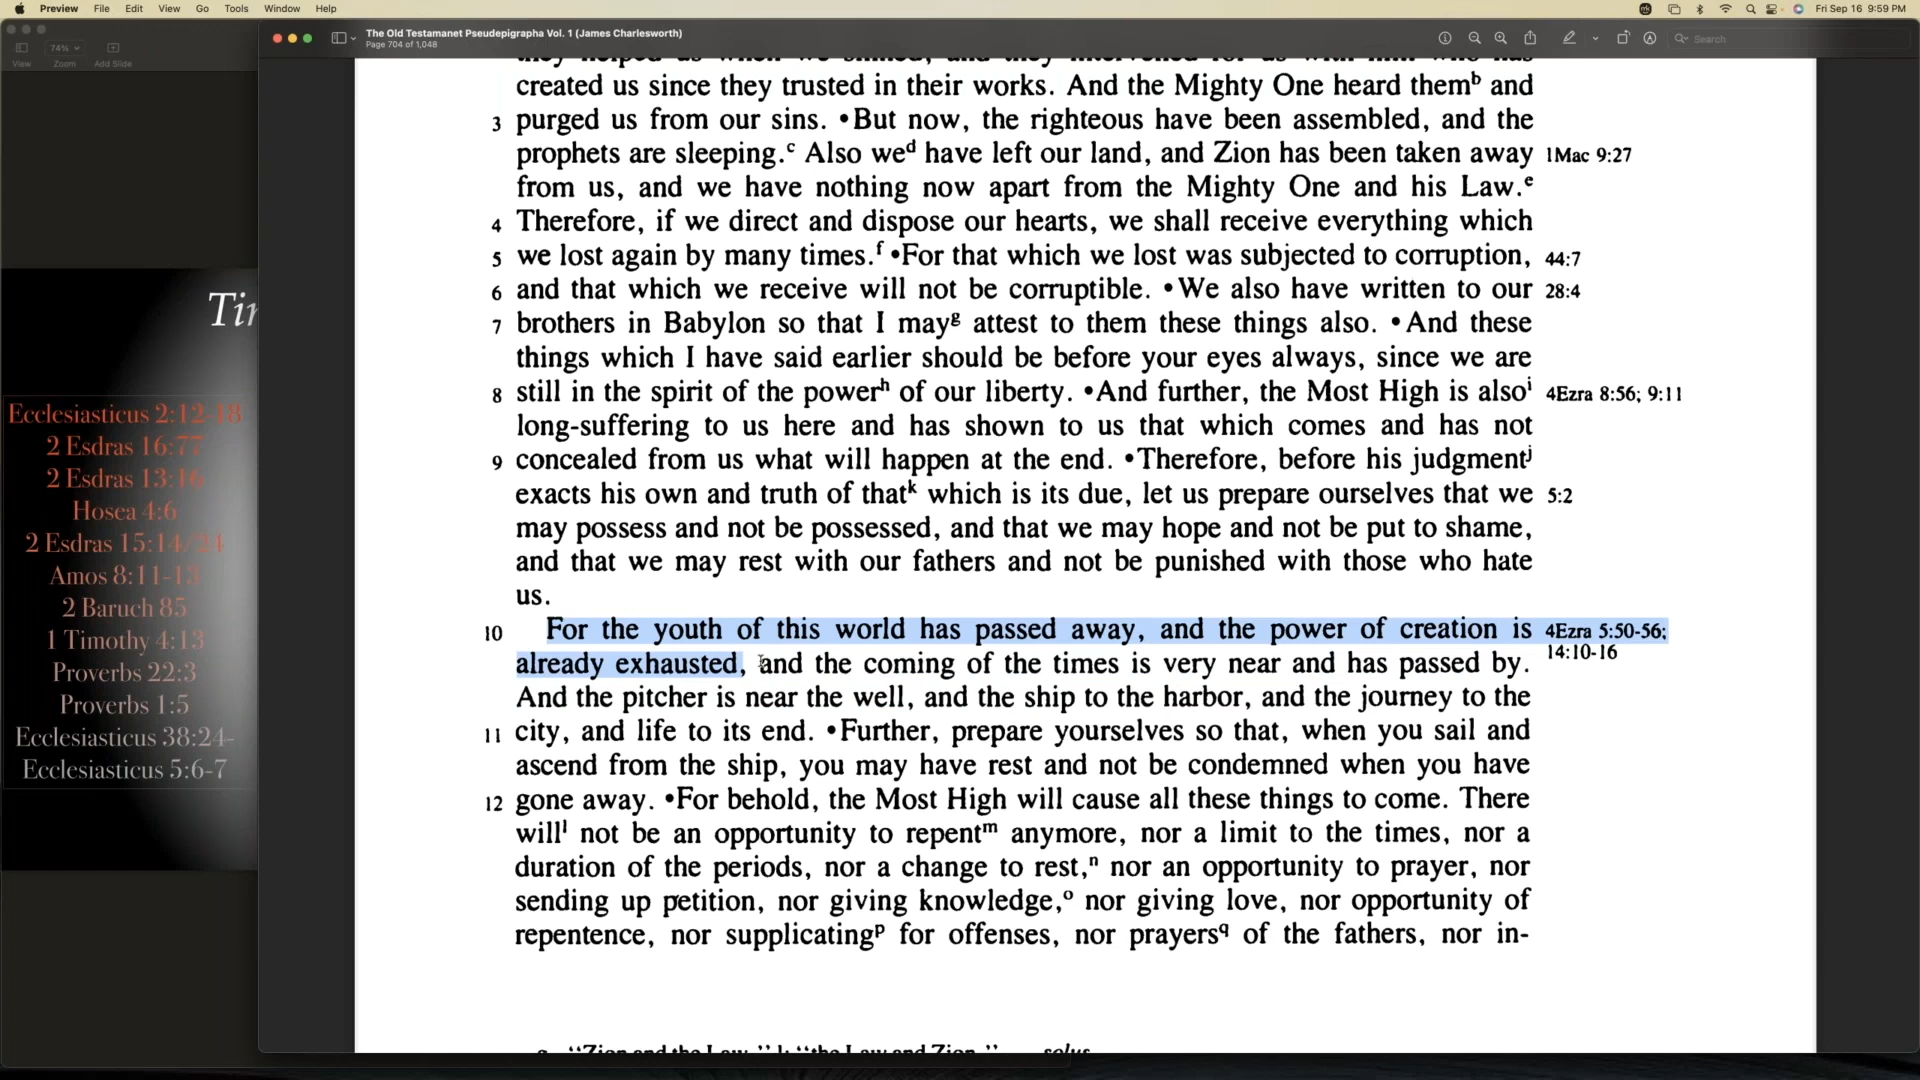 Preview File Edit View Go Tools Window Help
Fri Sep 16 9:59 PM
The Old Testamanet Pseudepigrapha Vol. 1 (James Charlesworth)
Page 704 of 1,048
Search
74%
View Zoom Add Slide
Ecclesiasticus 2:12-18
2 Esdras 16:77
2 Esdras 13:16
Hosea 4:6
2 Esdras 15:14/24
Amos 8:11-13
2 Baruch 85
1 Timothy 4:13
Proverbs 22:3
Proverbs 1:5
Ecclesiasticus 38:24-
Ecclesiasticus 5:6-7
they helped us when we sinned, and they intervened for us with him who has
created us since they trusted in their works. And the Mighty One heard themᵇ and
3 purged us from our sins. •But now, the righteous have been assembled, and the
prophets are sleeping.ᶜ Also weᵈ have left our land, and Zion has been taken away 1Mac 9:27
from us, and we have nothing now apart from the Mighty One and his Law.ᵉ
4 Therefore, if we direct and dispose our hearts, we shall receive everything which
5 we lost again by many times.ᶠ •For that which we lost was subjected to corruption, 44:7
6 and that which we receive will not be corruptible. •We also have written to our 28:4
7 brothers in Babylon so that I mayᵍ attest to them these things also. •And these
things which I have said earlier should be before your eyes always, since we are
8 still in the spirit of the powerʰ of our liberty. •And further, the Most High is alsoⁱ 4Ezra 8:56; 9:11
long-suffering to us here and has shown to us that which comes and has not
9 concealed from us what will happen at the end. •Therefore, before his judgmentʲ
exacts his own and truth of thatᵏ which is its due, let us prepare ourselves that we 5:2
may possess and not be possessed, and that we may hope and not be put to shame,
and that we may rest with our fathers and not be punished with those who hate
us.
10 For the youth of this world has passed away, and the power of creation is 4Ezra 5:50-56;
already exhausted, and the coming of the times is very near and has passed by. 14:10-16
And the pitcher is near the well, and the ship to the harbor, and the journey to the
11 city, and life to its end. •Further, prepare yourselves so that, when you sail and
ascend from the ship, you may have rest and not be condemned when you have
12 gone away. •For behold, the Most High will cause all these things to come. There
willˡ not be an opportunity to repentᵐ anymore, nor a limit to the times, nor a
duration of the periods, nor a change to rest,ⁿ nor an opportunity to prayer, nor
sending up petition, nor giving knowledge,ᵒ nor giving love, nor opportunity of
repentence, nor supplicatingᵖ for offenses, nor prayersq of the fathers, nor in-